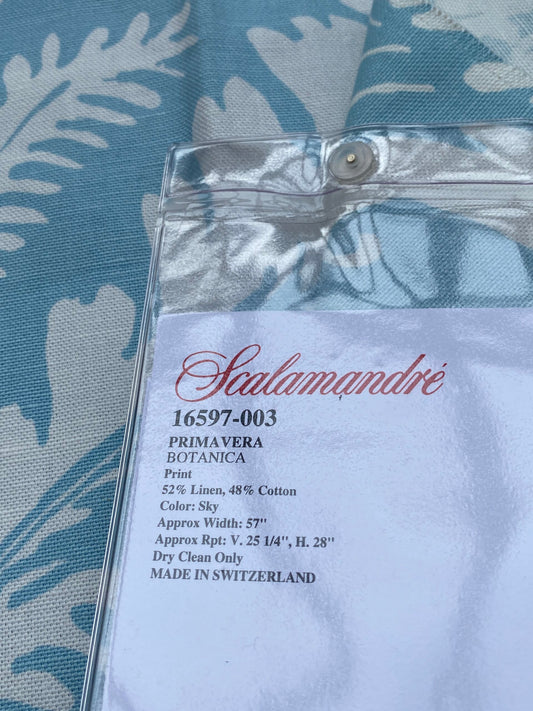 Scalamandré
16597-003
PRIMAVERA
BOTANICA
Print
52% Linen, 48% Cotton
Color: Sky
Approx Width: 57"
Approx Rpt: V. 25 1/4", H. 28"
Dry Clean Only
MADE IN SWITZERLAND